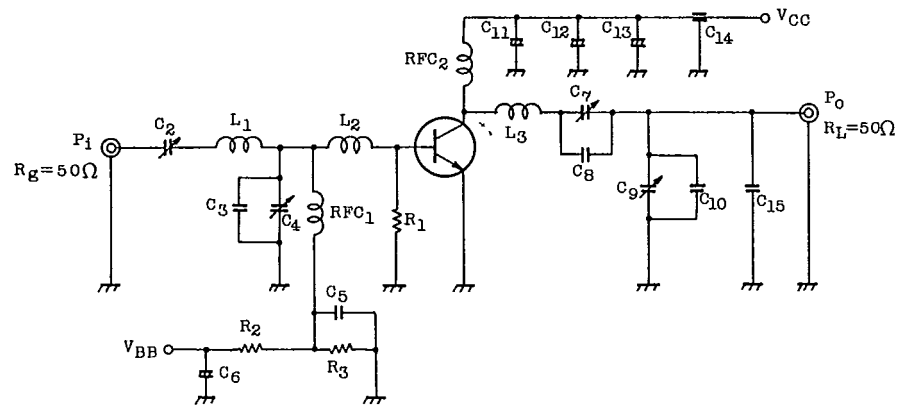 V_CC
C_11
C_12
C_13
C_14
RFC_2
P_i
C_2
L_1
L_2
L_3
C_7
P_o
R_g=50Ω
R_L=50Ω
C_8
C_3
C_4
RFC_1
R_1
C_9
C_10
C_15
C_5
V_BB
R_2
R_3
C_6